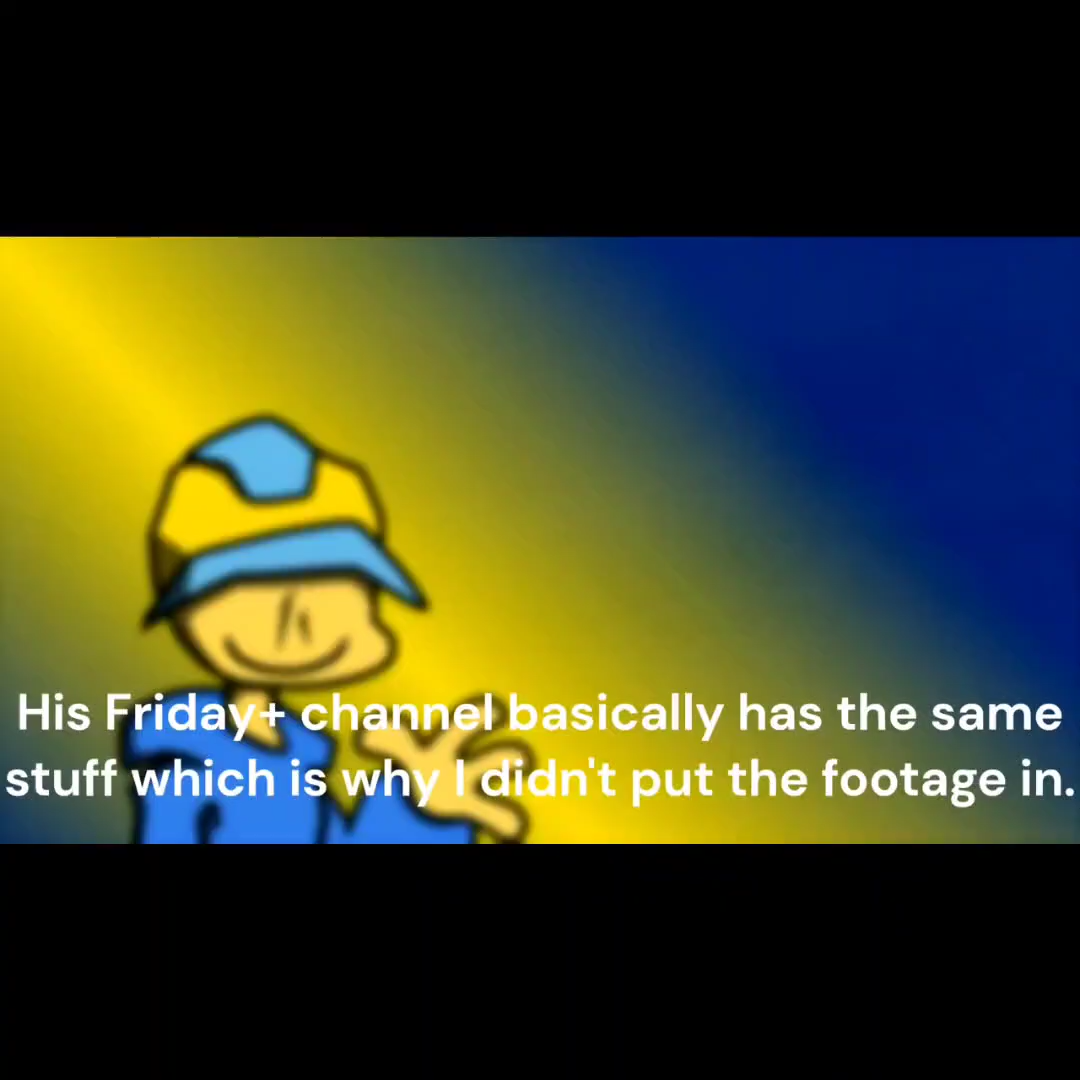 His Friday+ channel basically has the same
stuff which is why I didn't put the footage in.